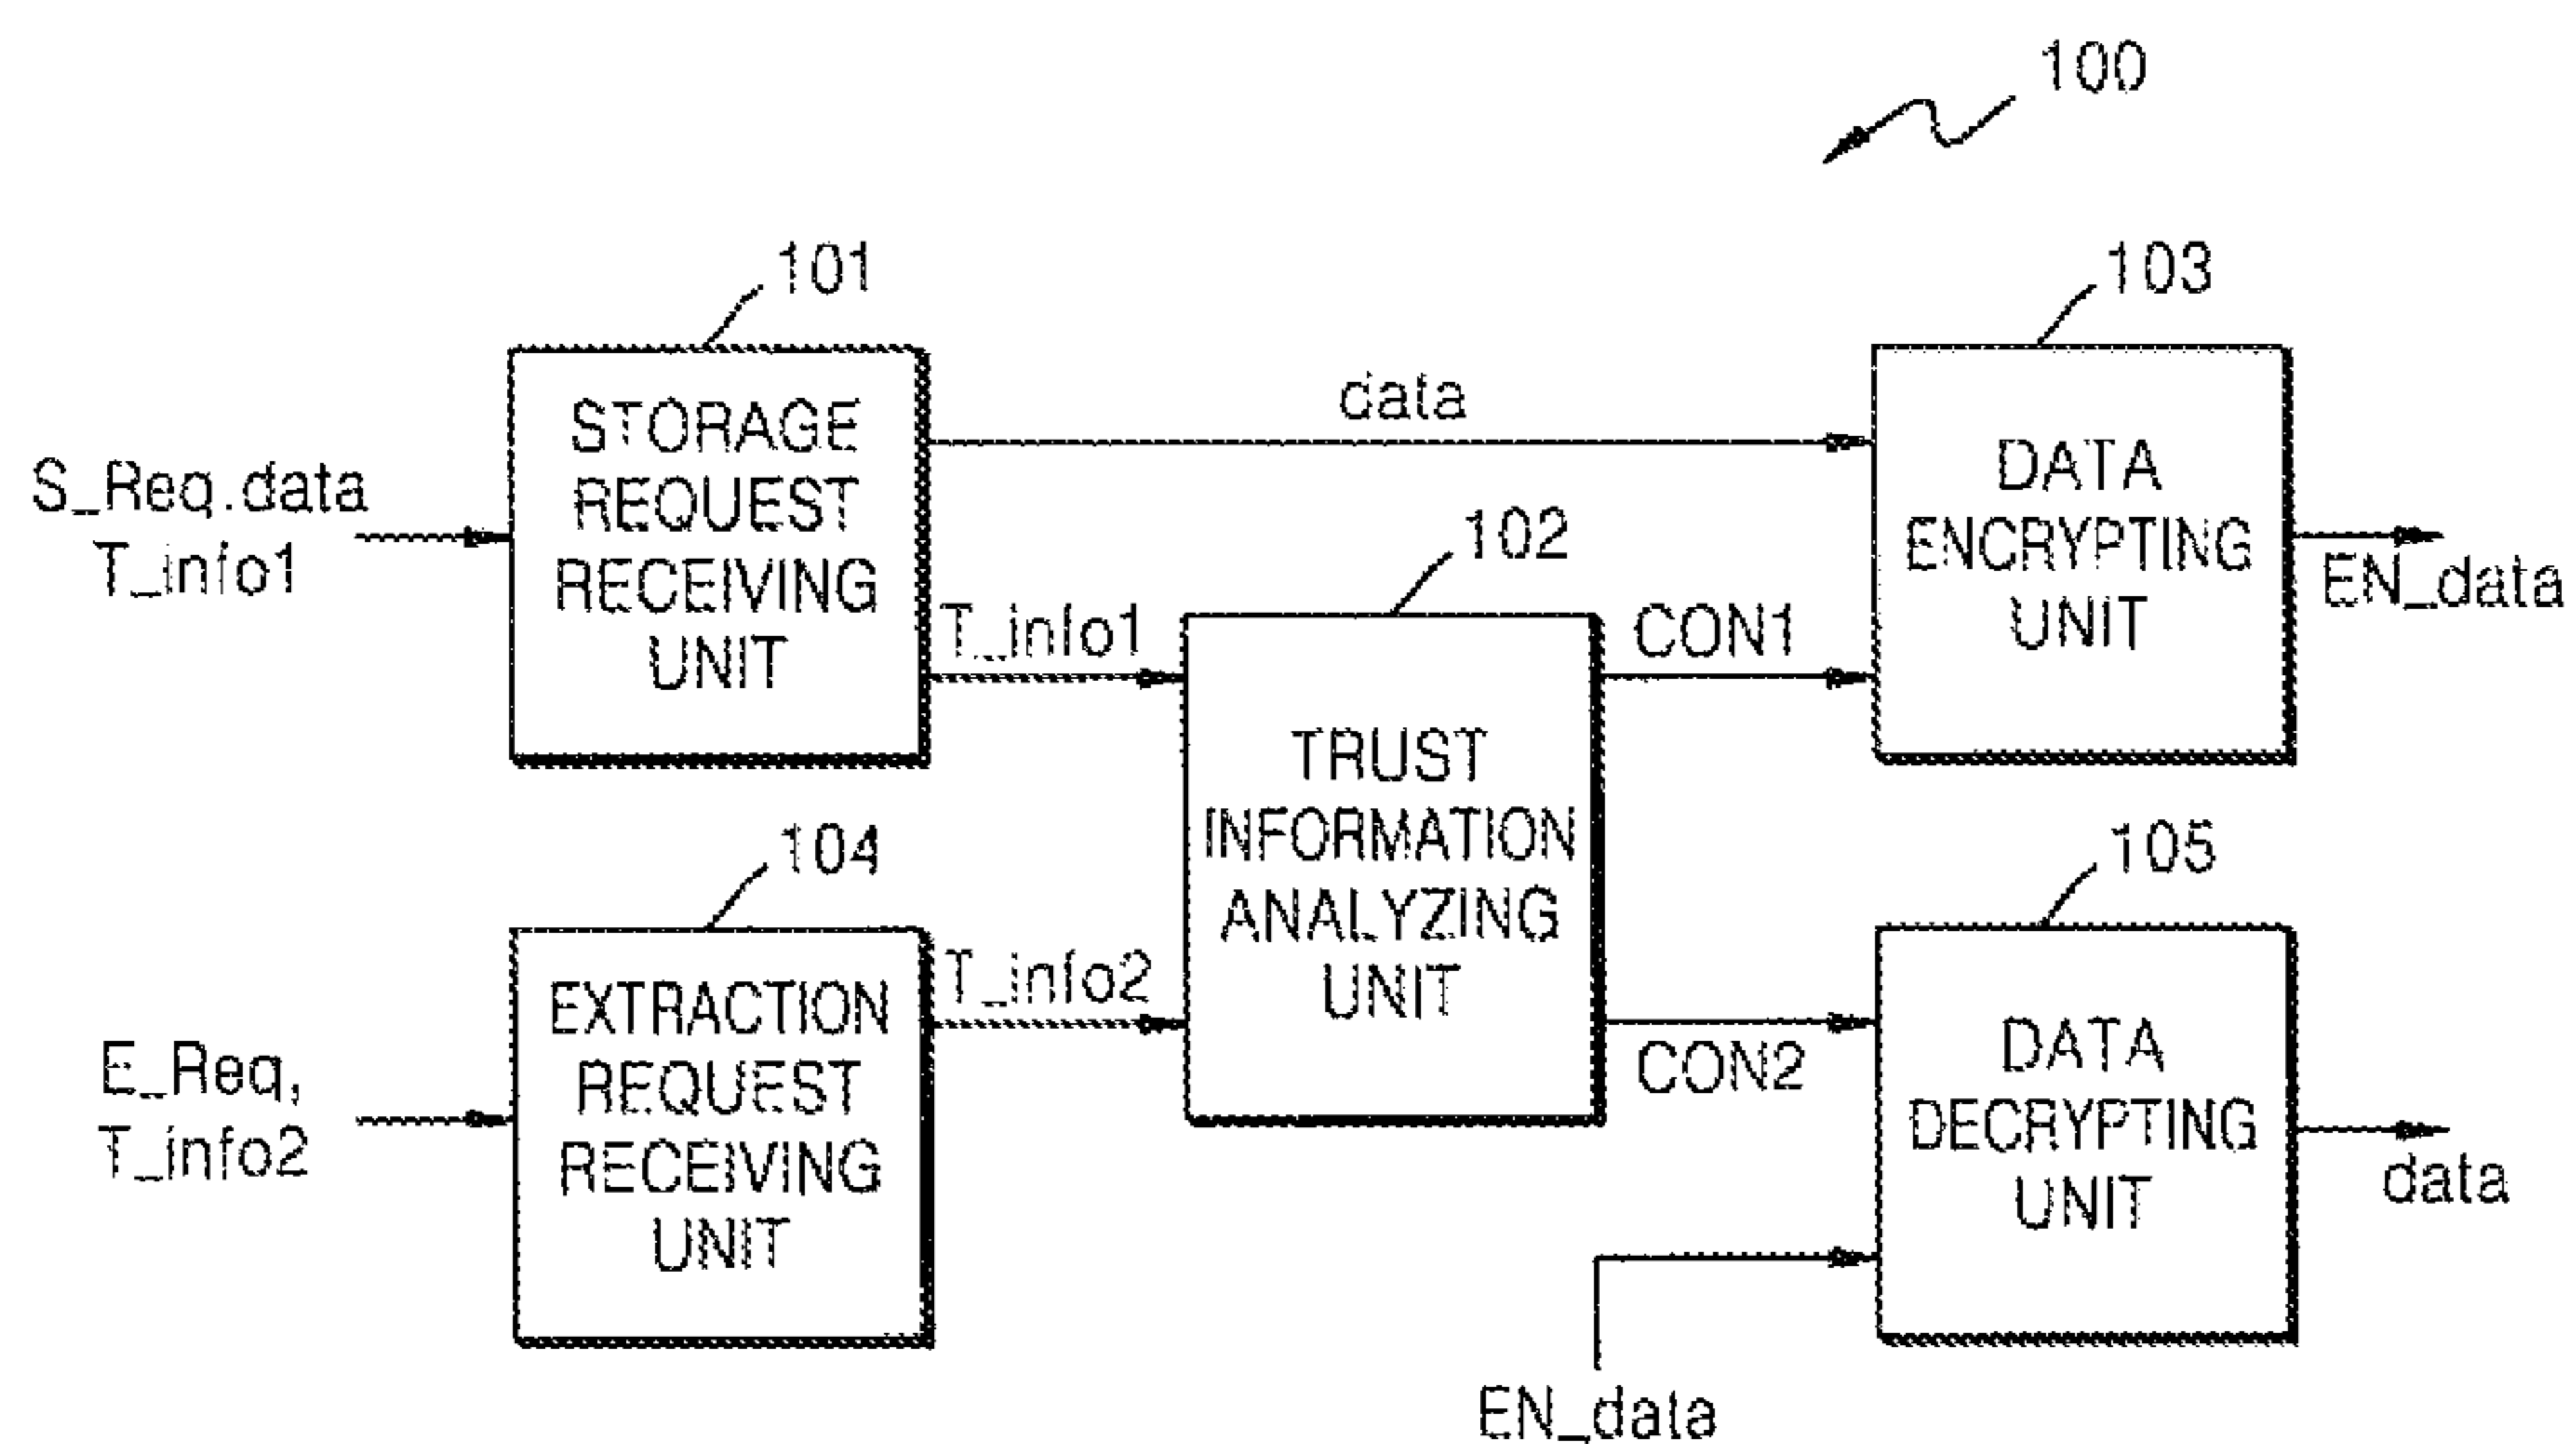 100
101
STORAGE
REQUEST
RECEIVING
UNIT
S_Req.data
T_info1
data
T_info1
102
TRUST
INFORMATION
ANALYZING
UNIT
CON1
103
DATA
ENCRYPTING
UNIT
EN_data
104
EXTRACTION
REQUEST
RECEIVING
UNIT
E_Req,
T_info2
T_info2
CON2
105
DATA
DECRYPTING
UNIT
data
EN_data